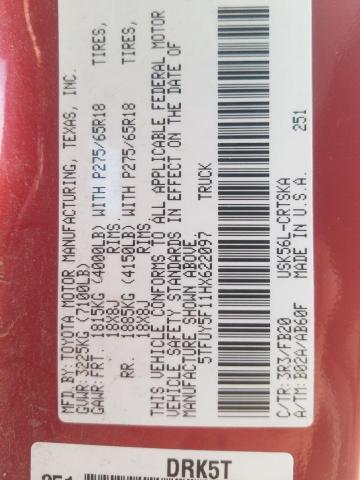 MFD. BY: TOYOTA MOTOR MANUFACTURING, TEXAS, INC.
GVWR: 3225KG (7100LB)
GAWR: FRT. 1815KG (4000LB) WITH P275/65R18 TIRES,
18X8J RIMS.
RR. 1885KG (4150LB) WITH P275/65R18 TIRES,
18X8J RIMS,
THIS VEHICLE CONFORMS TO ALL APPLICABLE FEDERAL MOTOR
VEHICLE SAFETY STANDARDS IN EFFECT ON THE DATE OF
MANUFACTURE SHOWN ABOVE
5TFUY5F11HX622097 TRUCK
C/TR: 3R3/FB20 USK56L-CRTSKA
A/TM: B02A/AB60F MADE IN U.S.A. 251
DRK5T